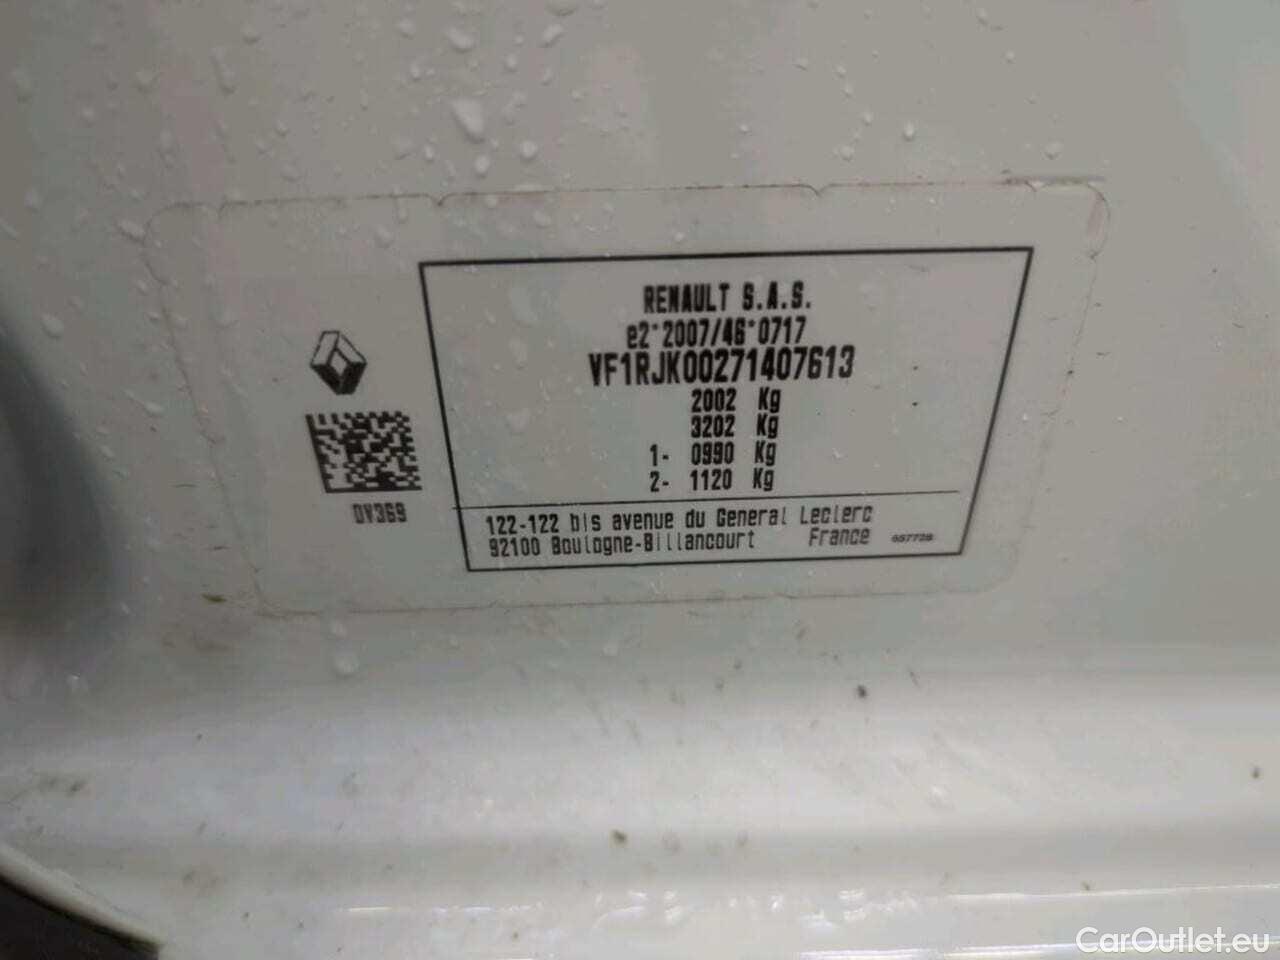 RENAULT S.A.S.
e2*2007/46*0717
VF1RJK00271407613
2002 Kg
3202 Kg
1- 0990 Kg
2- 1120 Kg
DV369
122-122 bis avenue du General Leclerc
92100 Boulogne-Billancourt France
CarOutlet.eu